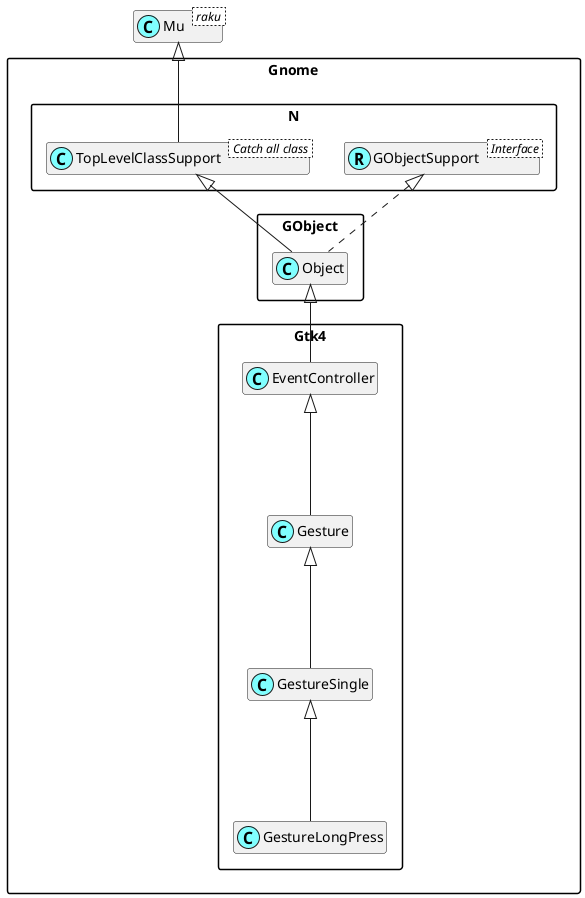 C Mu raku
Gnome
N
C TopLevelClassSupport Catch all class
R GObjectSupport Interface
GObject
C Object
Gtk4
C EventController
C Gesture
C GestureSingle
C GestureLongPress